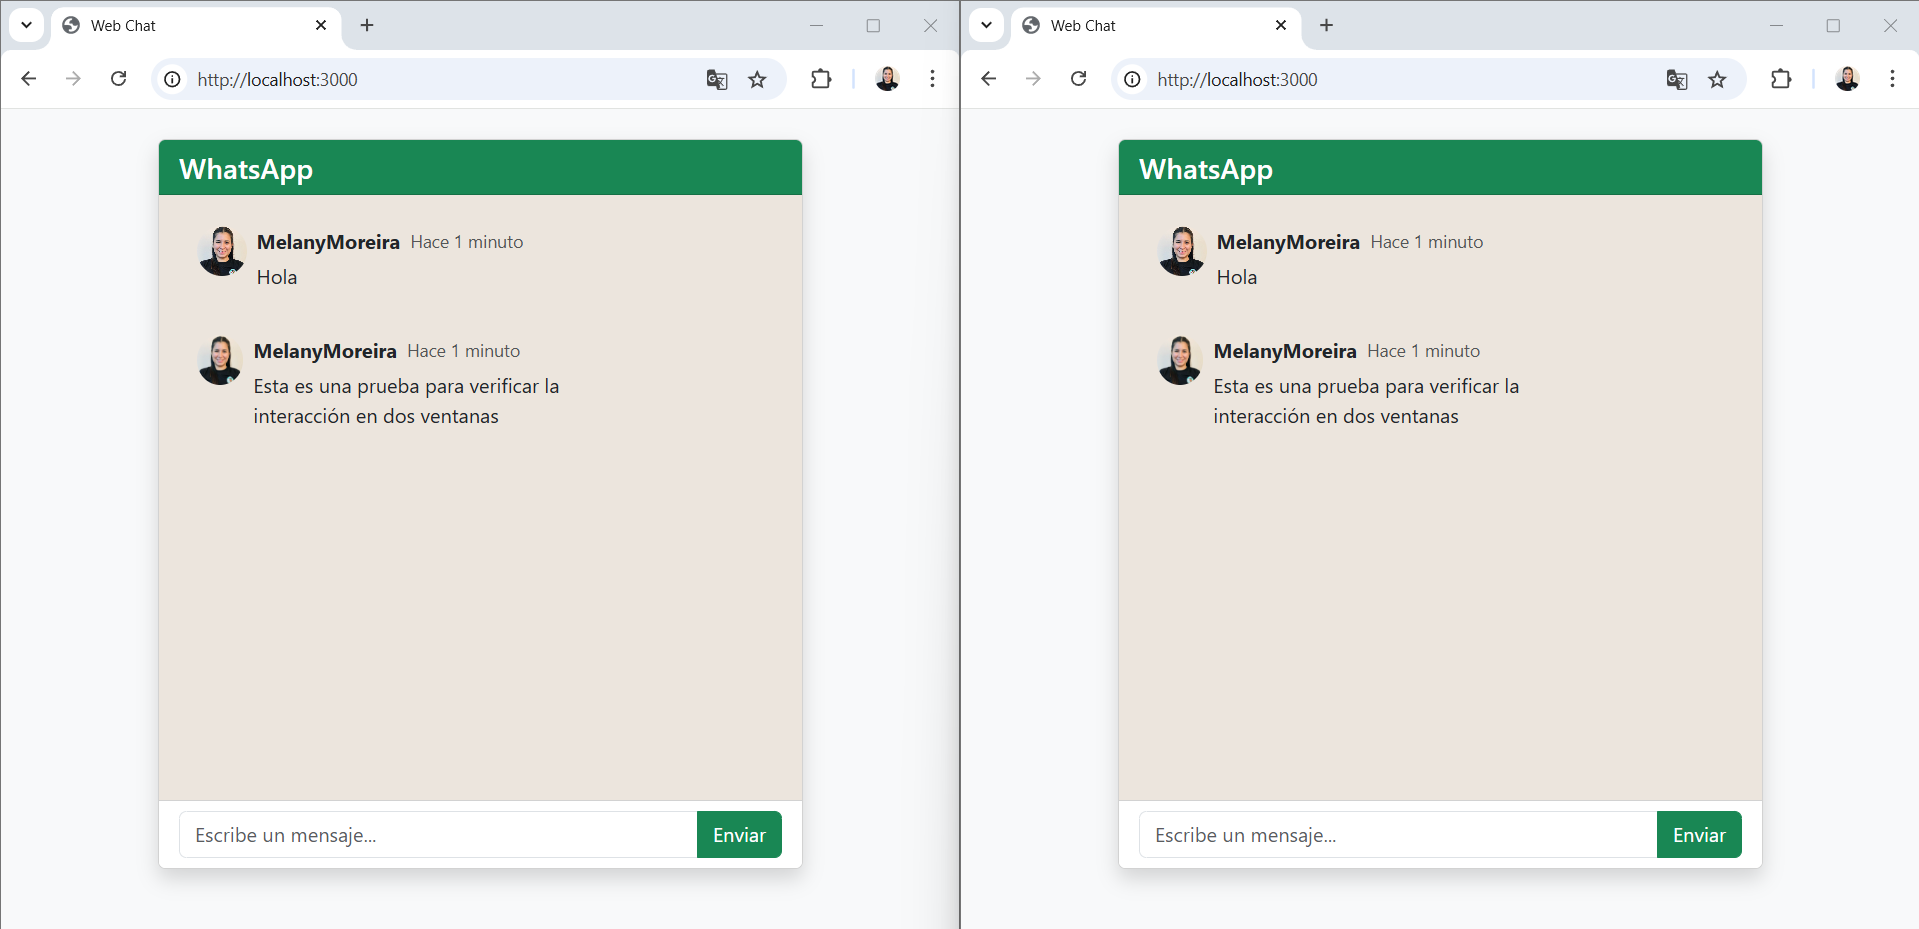 Web Chat
http://localhost:3000
WhatsApp
MelanyMoreira Hace 1 minuto
Hola
MelanyMoreira Hace 1 minuto
Esta es una prueba para verificar la
interacción en dos ventanas
Escribe un mensaje...
Enviar
Web Chat
http://localhost:3000
WhatsApp
MelanyMoreira Hace 1 minuto
Hola
MelanyMoreira Hace 1 minuto
Esta es una prueba para verificar la
interacción en dos ventanas
Escribe un mensaje...
Enviar